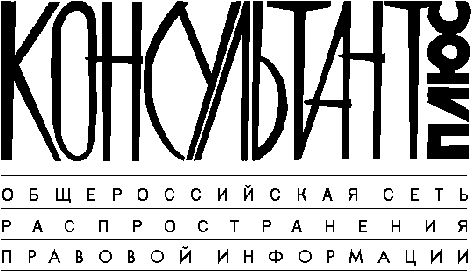 КОНСУЛЬТАНТ ПЛЮС
ОБЩЕРОССИЙСКАЯ СЕТЬ
РАСПРОСТРАНЕНИЯ
ПРАВОВОЙ ИНФОРМАЦИИ